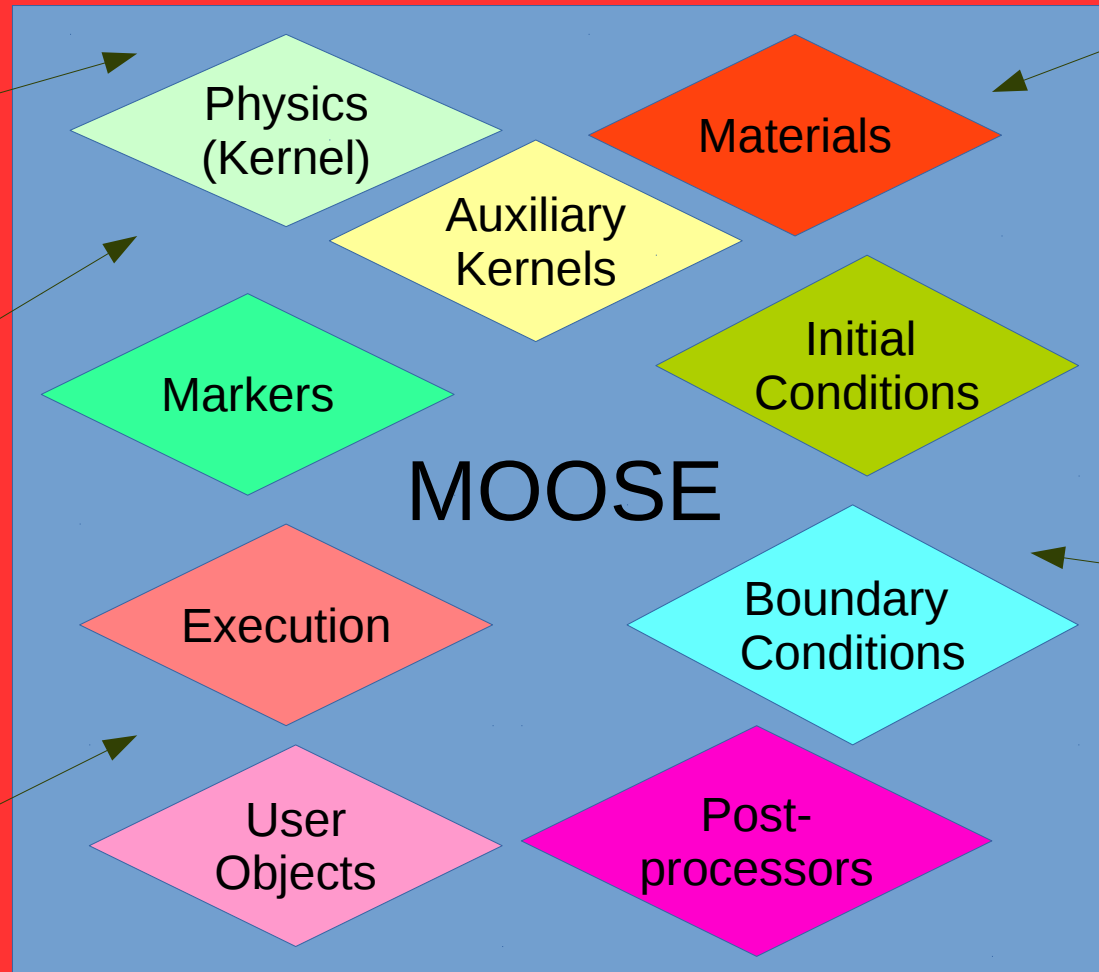 Physics
(Kernel)
Materials
Auxiliary
Kernels
Initial
Conditions
Markers
MOOSE
Execution
Boundary
Conditions
User
Objects
Post-
processors